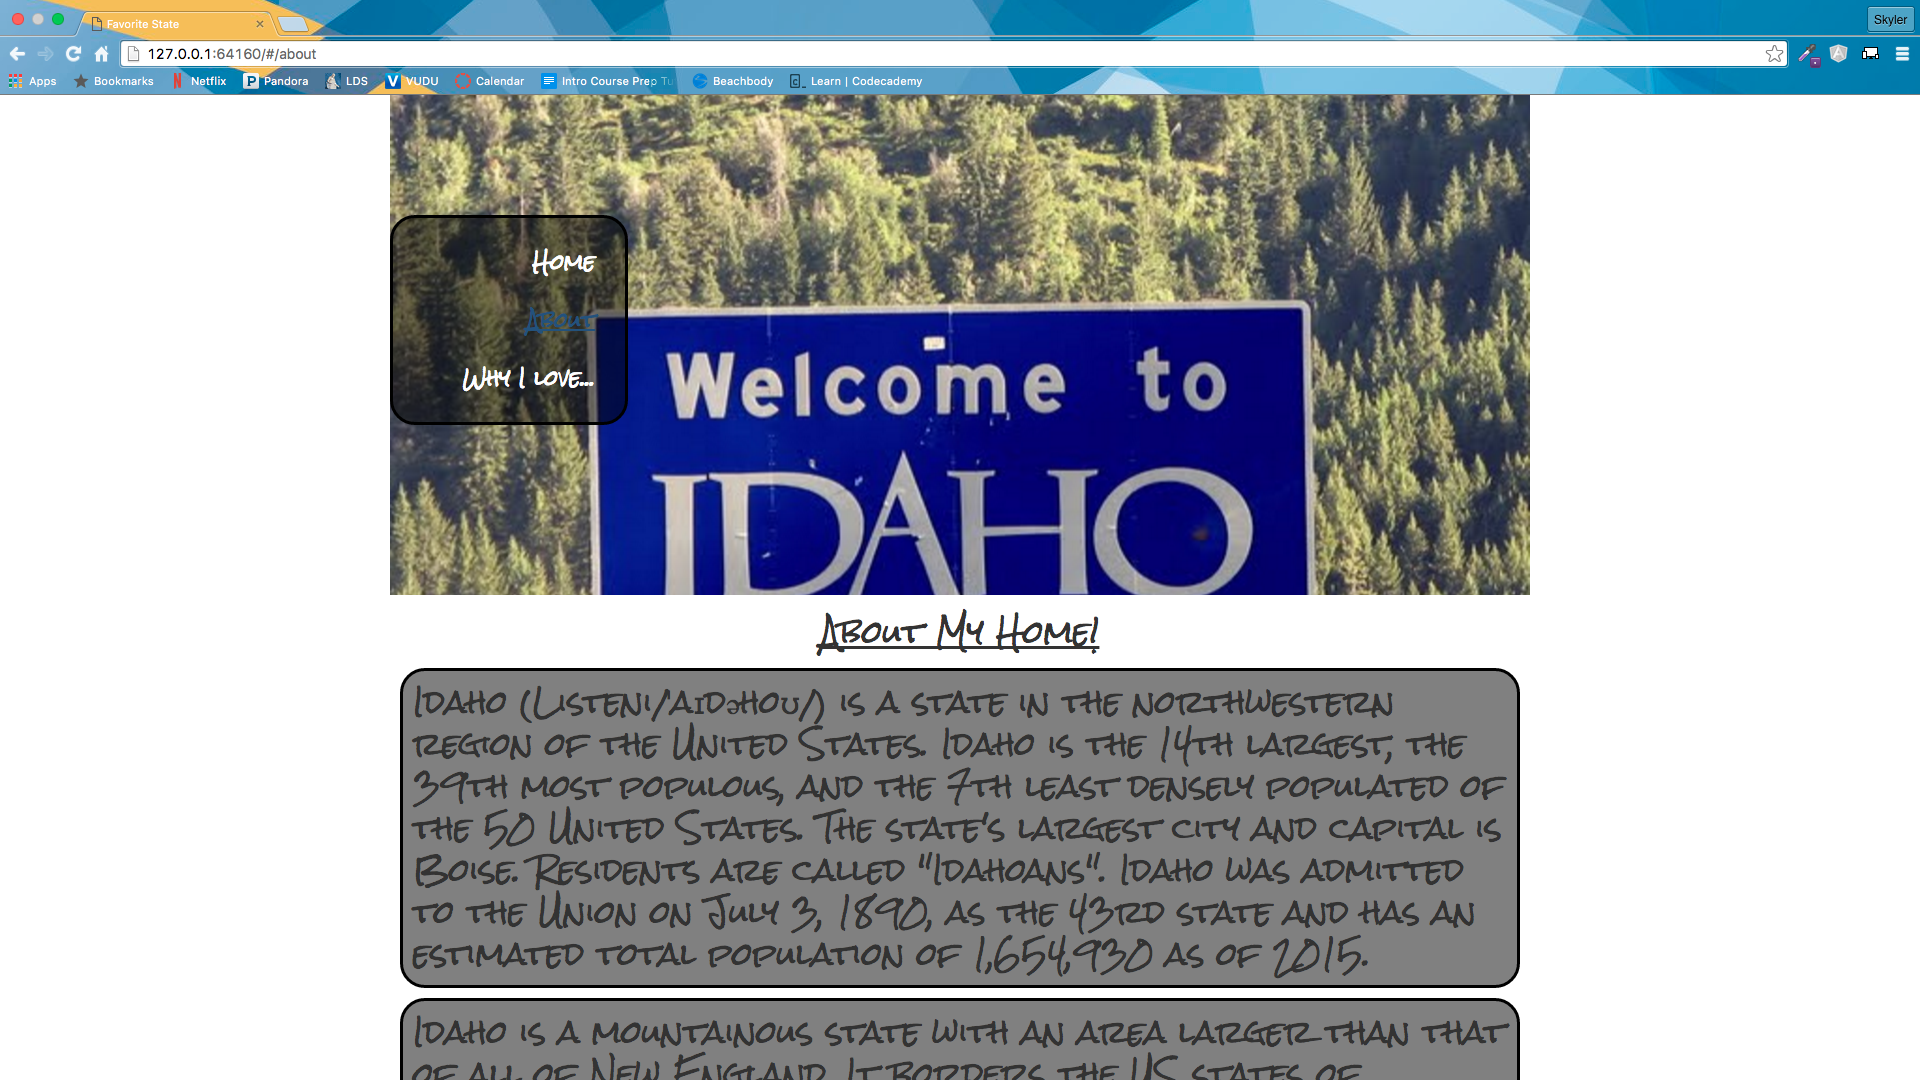 Favorite State
Skyler
127.0.0.1:64160/#/about
Apps Bookmarks Netflix Pandora LDS VUDU Calendar Intro Course Prep Tu Beachbody Learn | Codecademy
Home
About
Why I love...
Welcome to
IDAHO
About My Home!
Idaho (Listeni/ˈaɪdəhoʊ/) is a state in the northwestern
region of the United States. Idaho is the 14th largest, the
39th most populous, and the 7th least densely populated of
the 50 United States. The state's largest city and capital is
Boise. Residents are called "Idahoans". Idaho was admitted
to the Union on July 3, 1890, as the 43rd state and has an
estimated total population of 1,654,930 as of 2015.
Idaho is a mountainous state with an area larger than that
of all of New England. It borders the US states of